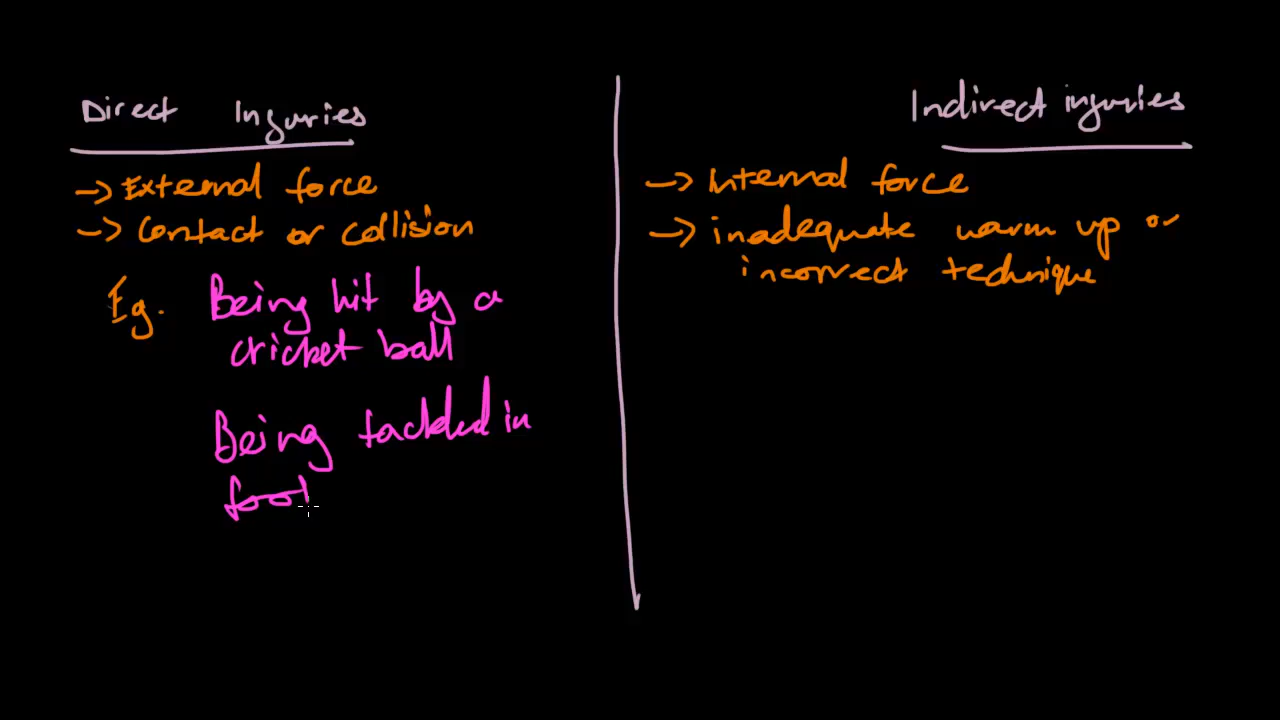 Direct Injuries
→ External force
→ Contact or collision
Eg. Being hit by a
cricket ball
Being tackled in
foot
Indirect injuries
→ Internal force
→ inadequate warm up or
incorrect technique